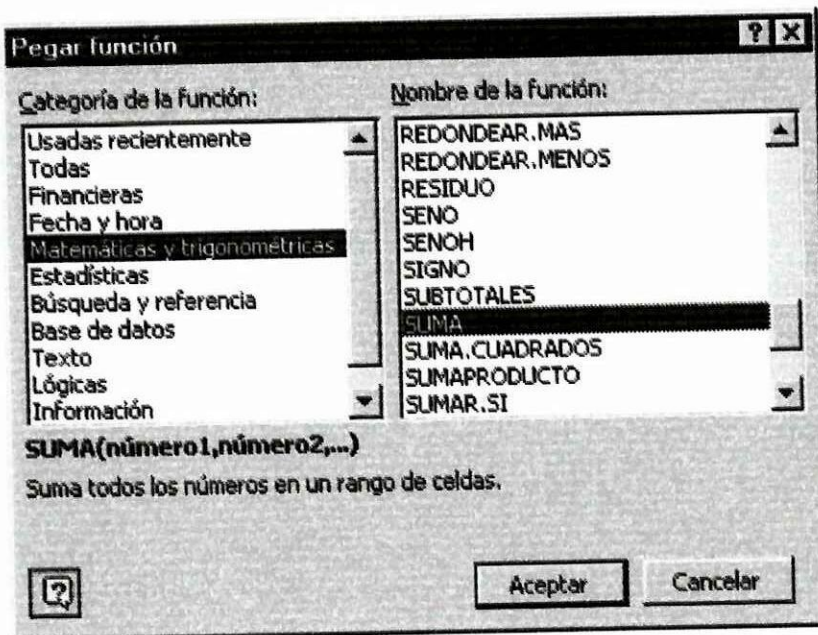 Pegar función
Categoría de la función:
Usadas recientemente
Todas
Financieras
Fecha y hora
Matemáticas y trigonométricas
Estadísticas
Búsqueda y referencia
Base de datos
Texto
Lógicas
Información
Nombre de la función:
REDONDEAR.MAS
REDONDEAR.MENOS
RESIDUO
SENO
SENOH
SIGNO
SUBTOTALES
SUMA
SUMA.CUADRADOS
SUMAPRODUCTO
SUMAR.SI
SUMA(número1,número2,...)
Suma todos los números en un rango de celdas.
Aceptar
Cancelar